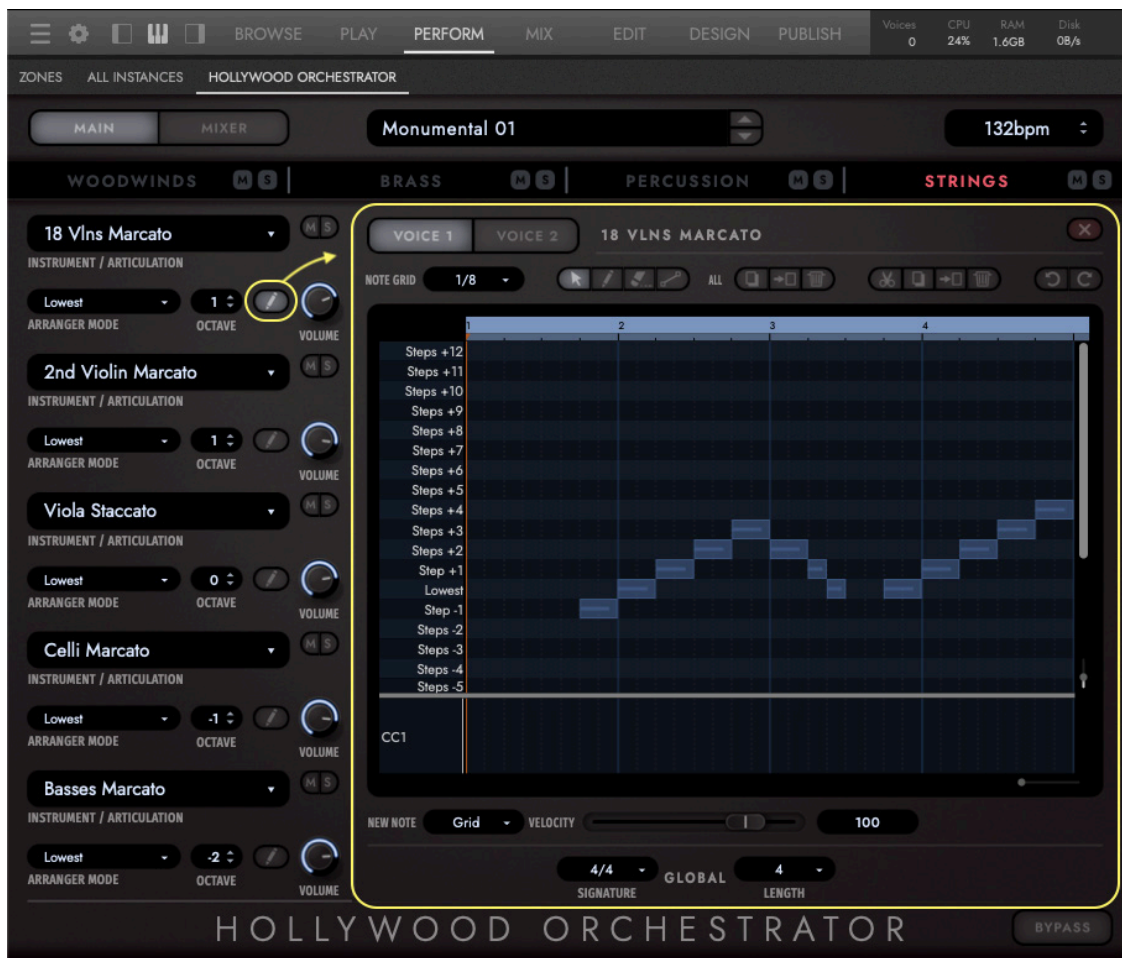 BROWSE PLAY PERFORM MIX EDIT DESIGN PUBLISH
Voices CPU RAM Disk
0 24% 1.6GB 0B/s
ZONES ALL INSTANCES HOLLYWOOD ORCHESTRATOR
MAIN MIXER Monumental 01 132bpm
WOODWINDS M S BRASS M S PERCUSSION M S STRINGS M S
18 Vlns Marcato M S
INSTRUMENT / ARTICULATION
Lowest 1
ARRANGER MODE OCTAVE VOLUME
2nd Violin Marcato M S
INSTRUMENT / ARTICULATION
Lowest 1
ARRANGER MODE OCTAVE VOLUME
Viola Staccato M S
INSTRUMENT / ARTICULATION
Lowest 0
ARRANGER MODE OCTAVE VOLUME
Celli Marcato M S
INSTRUMENT / ARTICULATION
Lowest -1
ARRANGER MODE OCTAVE VOLUME
Basses Marcato M S
INSTRUMENT / ARTICULATION
Lowest -2
ARRANGER MODE OCTAVE VOLUME
VOICE 1 VOICE 2 18 VLNS MARCATO
NOTE GRID 1/8 ALL
1 2 3 4
Steps +12
Steps +11
Steps +10
Steps +9
Steps +8
Steps +7
Steps +6
Steps +5
Steps +4
Steps +3
Steps +2
Step +1
Lowest
Step -1
Steps -2
Steps -3
Steps -4
Steps -5
CC1
NEW NOTE Grid VELOCITY 100
4/4 GLOBAL 4
SIGNATURE LENGTH
HOLLYWOOD ORCHESTRATOR
BYPASS